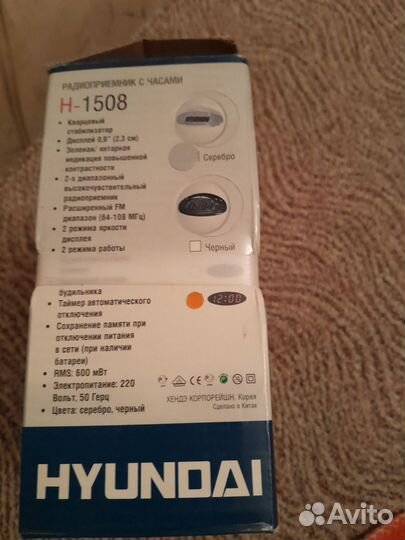 РАДИОПРИЕМНИК С ЧАСАМИ
H-1508
• Кварцевый
стабилизатор
• Дисплей 0,9" (2,3 см)
• Зеленая/ янтарная
индикация повышенной
контрастности
• 2-х диапазонный
высокочувствительный
радиоприемник
• Расширенный FM
диапазон (64-108 МГц)
• 2 режима яркости
дисплея
• 2 режима работы
Серебро
Черный
будильника
• Таймер автоматического
отключения
• Сохранение памяти при
отключении питания
в сети (при наличии
батареи)
• RMS: 600 мВт
• Электропитание: 220
Вольт, 50 Герц
• Цвета: серебро, черный
12:00
CE
ХЕНДЭ КОРПОРЕЙШН, Корея
Сделано в Китае
HYUNDAI
Avito